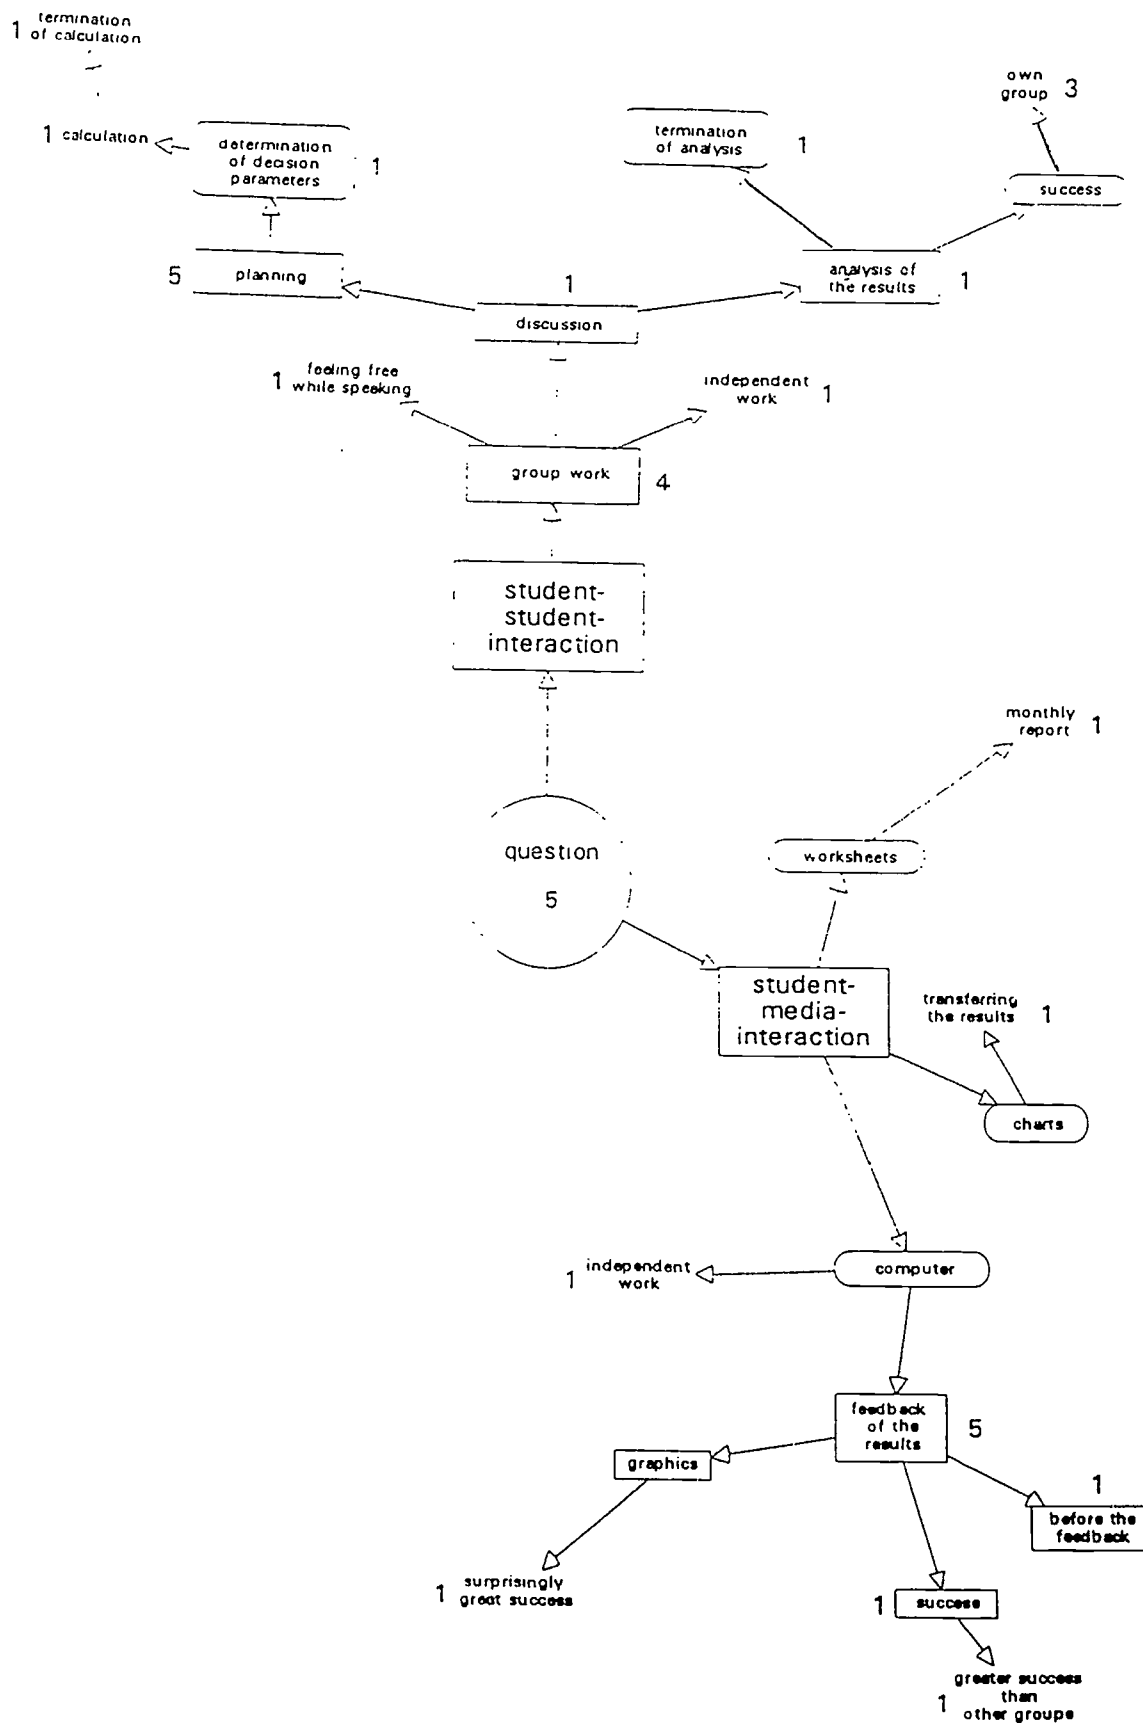 termination
1 of calculation
own
group 3
termination
of analysis 1
1 calculation
determination
of decision
parameters 1
success
5 planning
analysis of
the results 1
1
discussion
feeling free
1 while speaking
independent
work 1
group work 4
student-
student-
interaction
monthly
report 1
question
5
worksheets
student-
media-
interaction
transferring
the results 1
charts
computer
independent
1 work
feedback
of the
results 5
graphics
1
before the
feedback
surprisingly
1 great success
1 success
greater success
than
1 other groupe